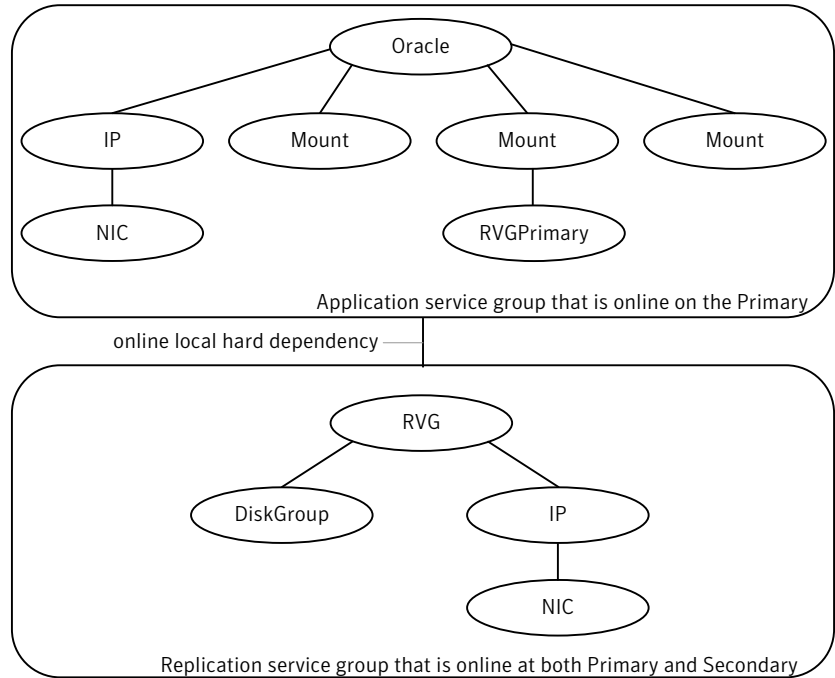 Oracle
IP
Mount
Mount
Mount
NIC
RVGPrimary
Application service group that is online on the Primary
online local hard dependency
RVG
DiskGroup
IP
NIC
Replication service group that is online at both Primary and Secondary